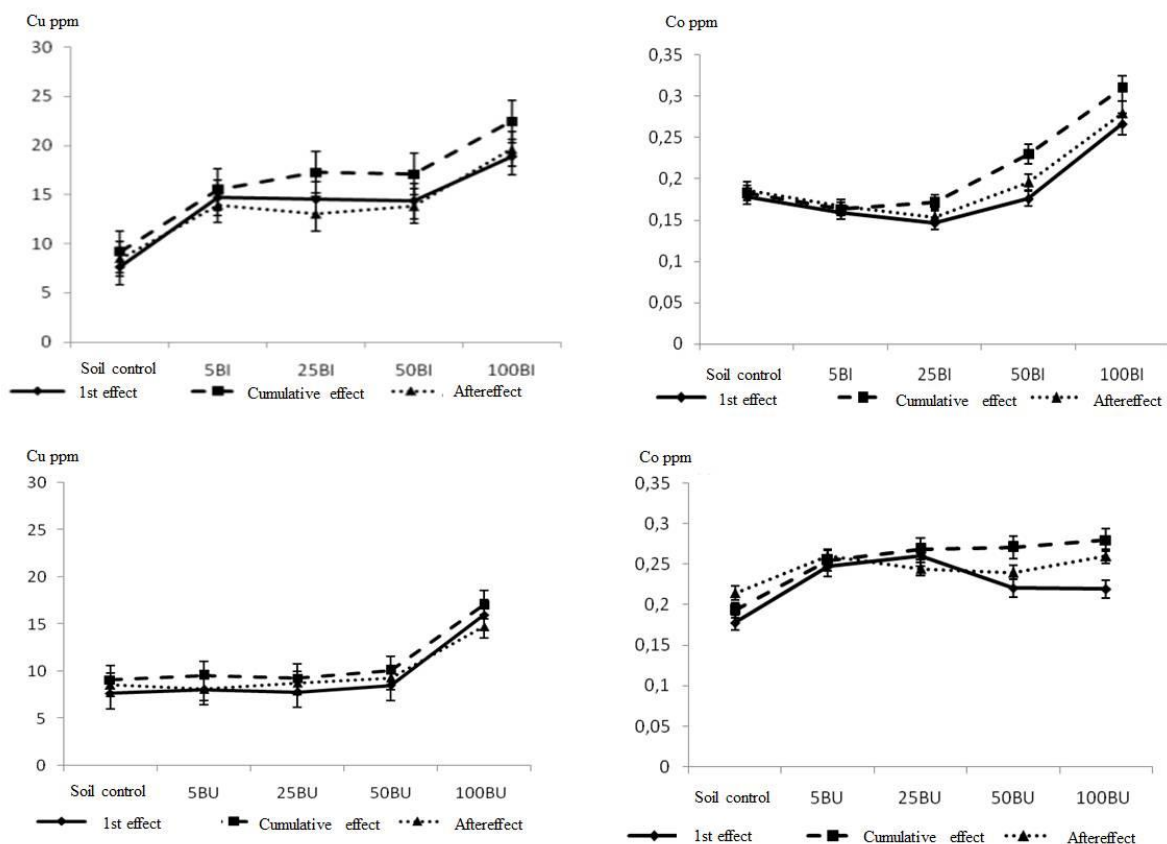 Cu ppm
30
25
20
15
10
5
0
Soil control 5BI 25BI 50BI 100BI
1st effect Cumulative effect Aftereffect
Co ppm
0,35
0,3
0,25
0,2
0,15
0,1
0,05
0
Soil control 5BI 25BI 50BI 100BI
1st effect Cumulative effect Aftereffect
Cu ppm
30
25
20
15
10
5
0
Soil control 5BU 25BU 50BU 100BU
1st effect Cumulative effect Aftereffect
Co ppm
0,35
0,3
0,25
0,2
0,15
0,1
0,05
0
Soil control 5BU 25BU 50BU 100BU
1st effect Cumulative effect Aftereffect